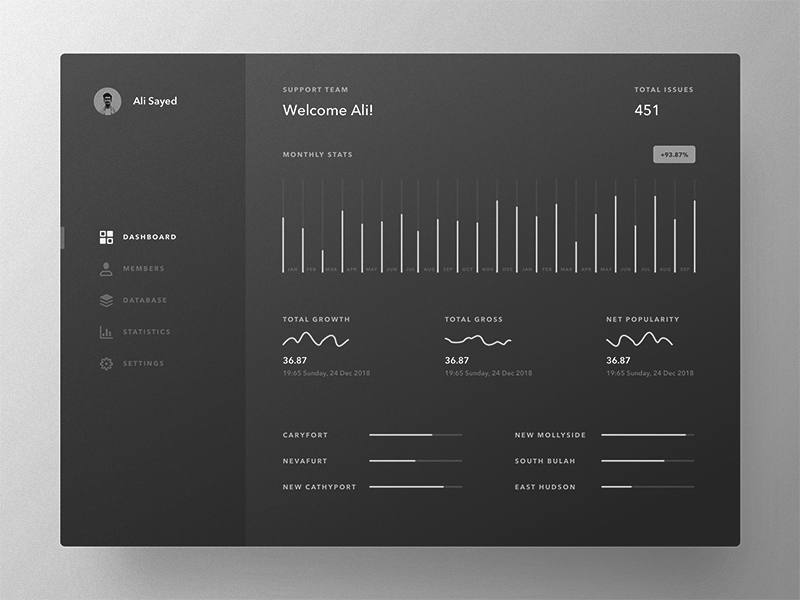 Ali Sayed
DASHBOARD
MEMBERS
DATABASE
STATISTICS
SETTINGS
SUPPORT TEAM
Welcome Ali!
TOTAL ISSUES
451
MONTHLY STATS
+93.87%
JAN FEB MAR APR MAY JUN JUL AUG SEP OCT NOV DEC JAN FEB MAR APR MAY JUN JUL AUG SEP
TOTAL GROWTH
36.87
19:65 Sunday, 24 Dec 2018
TOTAL GROSS
36.87
19:65 Sunday, 24 Dec 2018
NET POPULARITY
36.87
19:65 Sunday, 24 Dec 2018
CARYFORT
NEVAFURT
NEW CATHYPORT
NEW MOLLYSIDE
SOUTH BULAH
EAST HUDSON